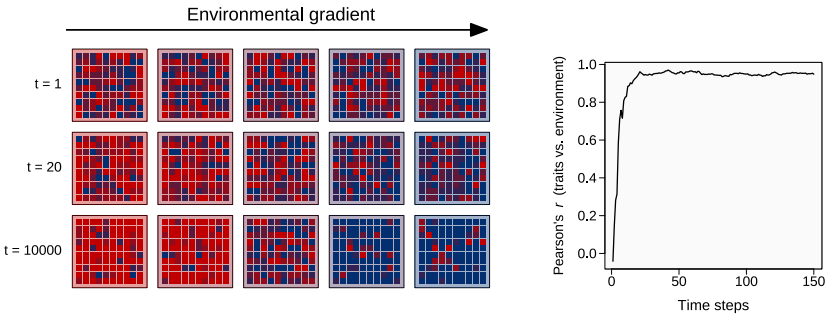 Environmental gradient
t = 1
t = 20
t = 10000
Pearson's r (traits vs. environment)
1.0
0.8
0.6
0.4
0.2
0.0
0
50
100
150
Time steps